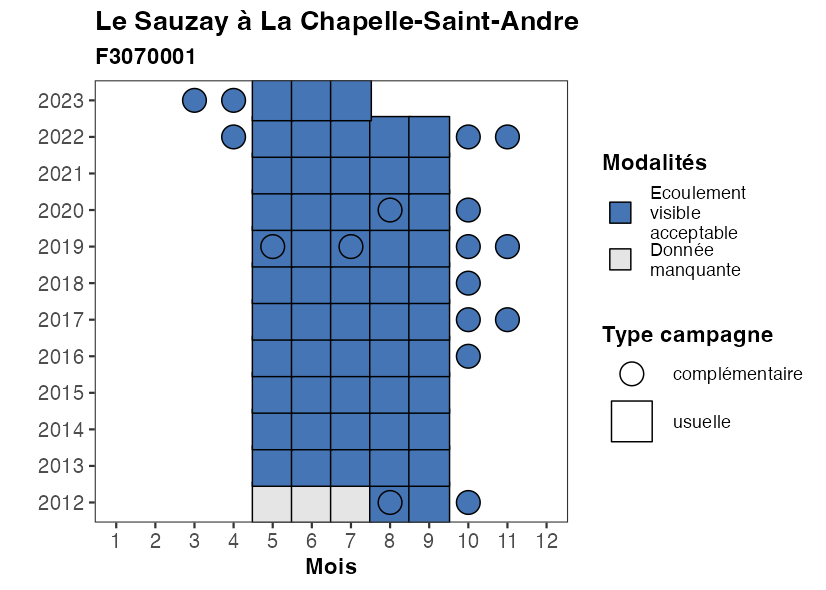 Le Sauzay à La Chapelle-Saint-Andre
F3070001
2023
2022
2021
2020
2019
2018
2017
2016
2015
2014
2013
2012
1 2 3 4 5 6 7 8 9 10 11 12
Mois
Modalités
Ecoulement
visible
acceptable
Donnée
manquante
Type campagne
complémentaire
usuelle